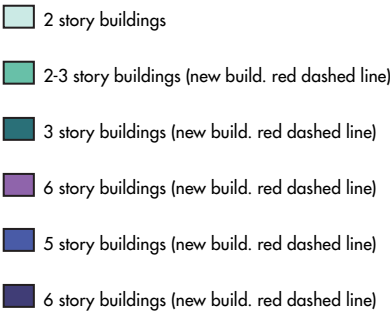 2 story buildings
2-3 story buildings (new build. red dashed line)
3 story buildings (new build. red dashed line)
6 story buildings (new build. red dashed line)
5 story buildings (new build. red dashed line)
6 story buildings (new build. red dashed line)